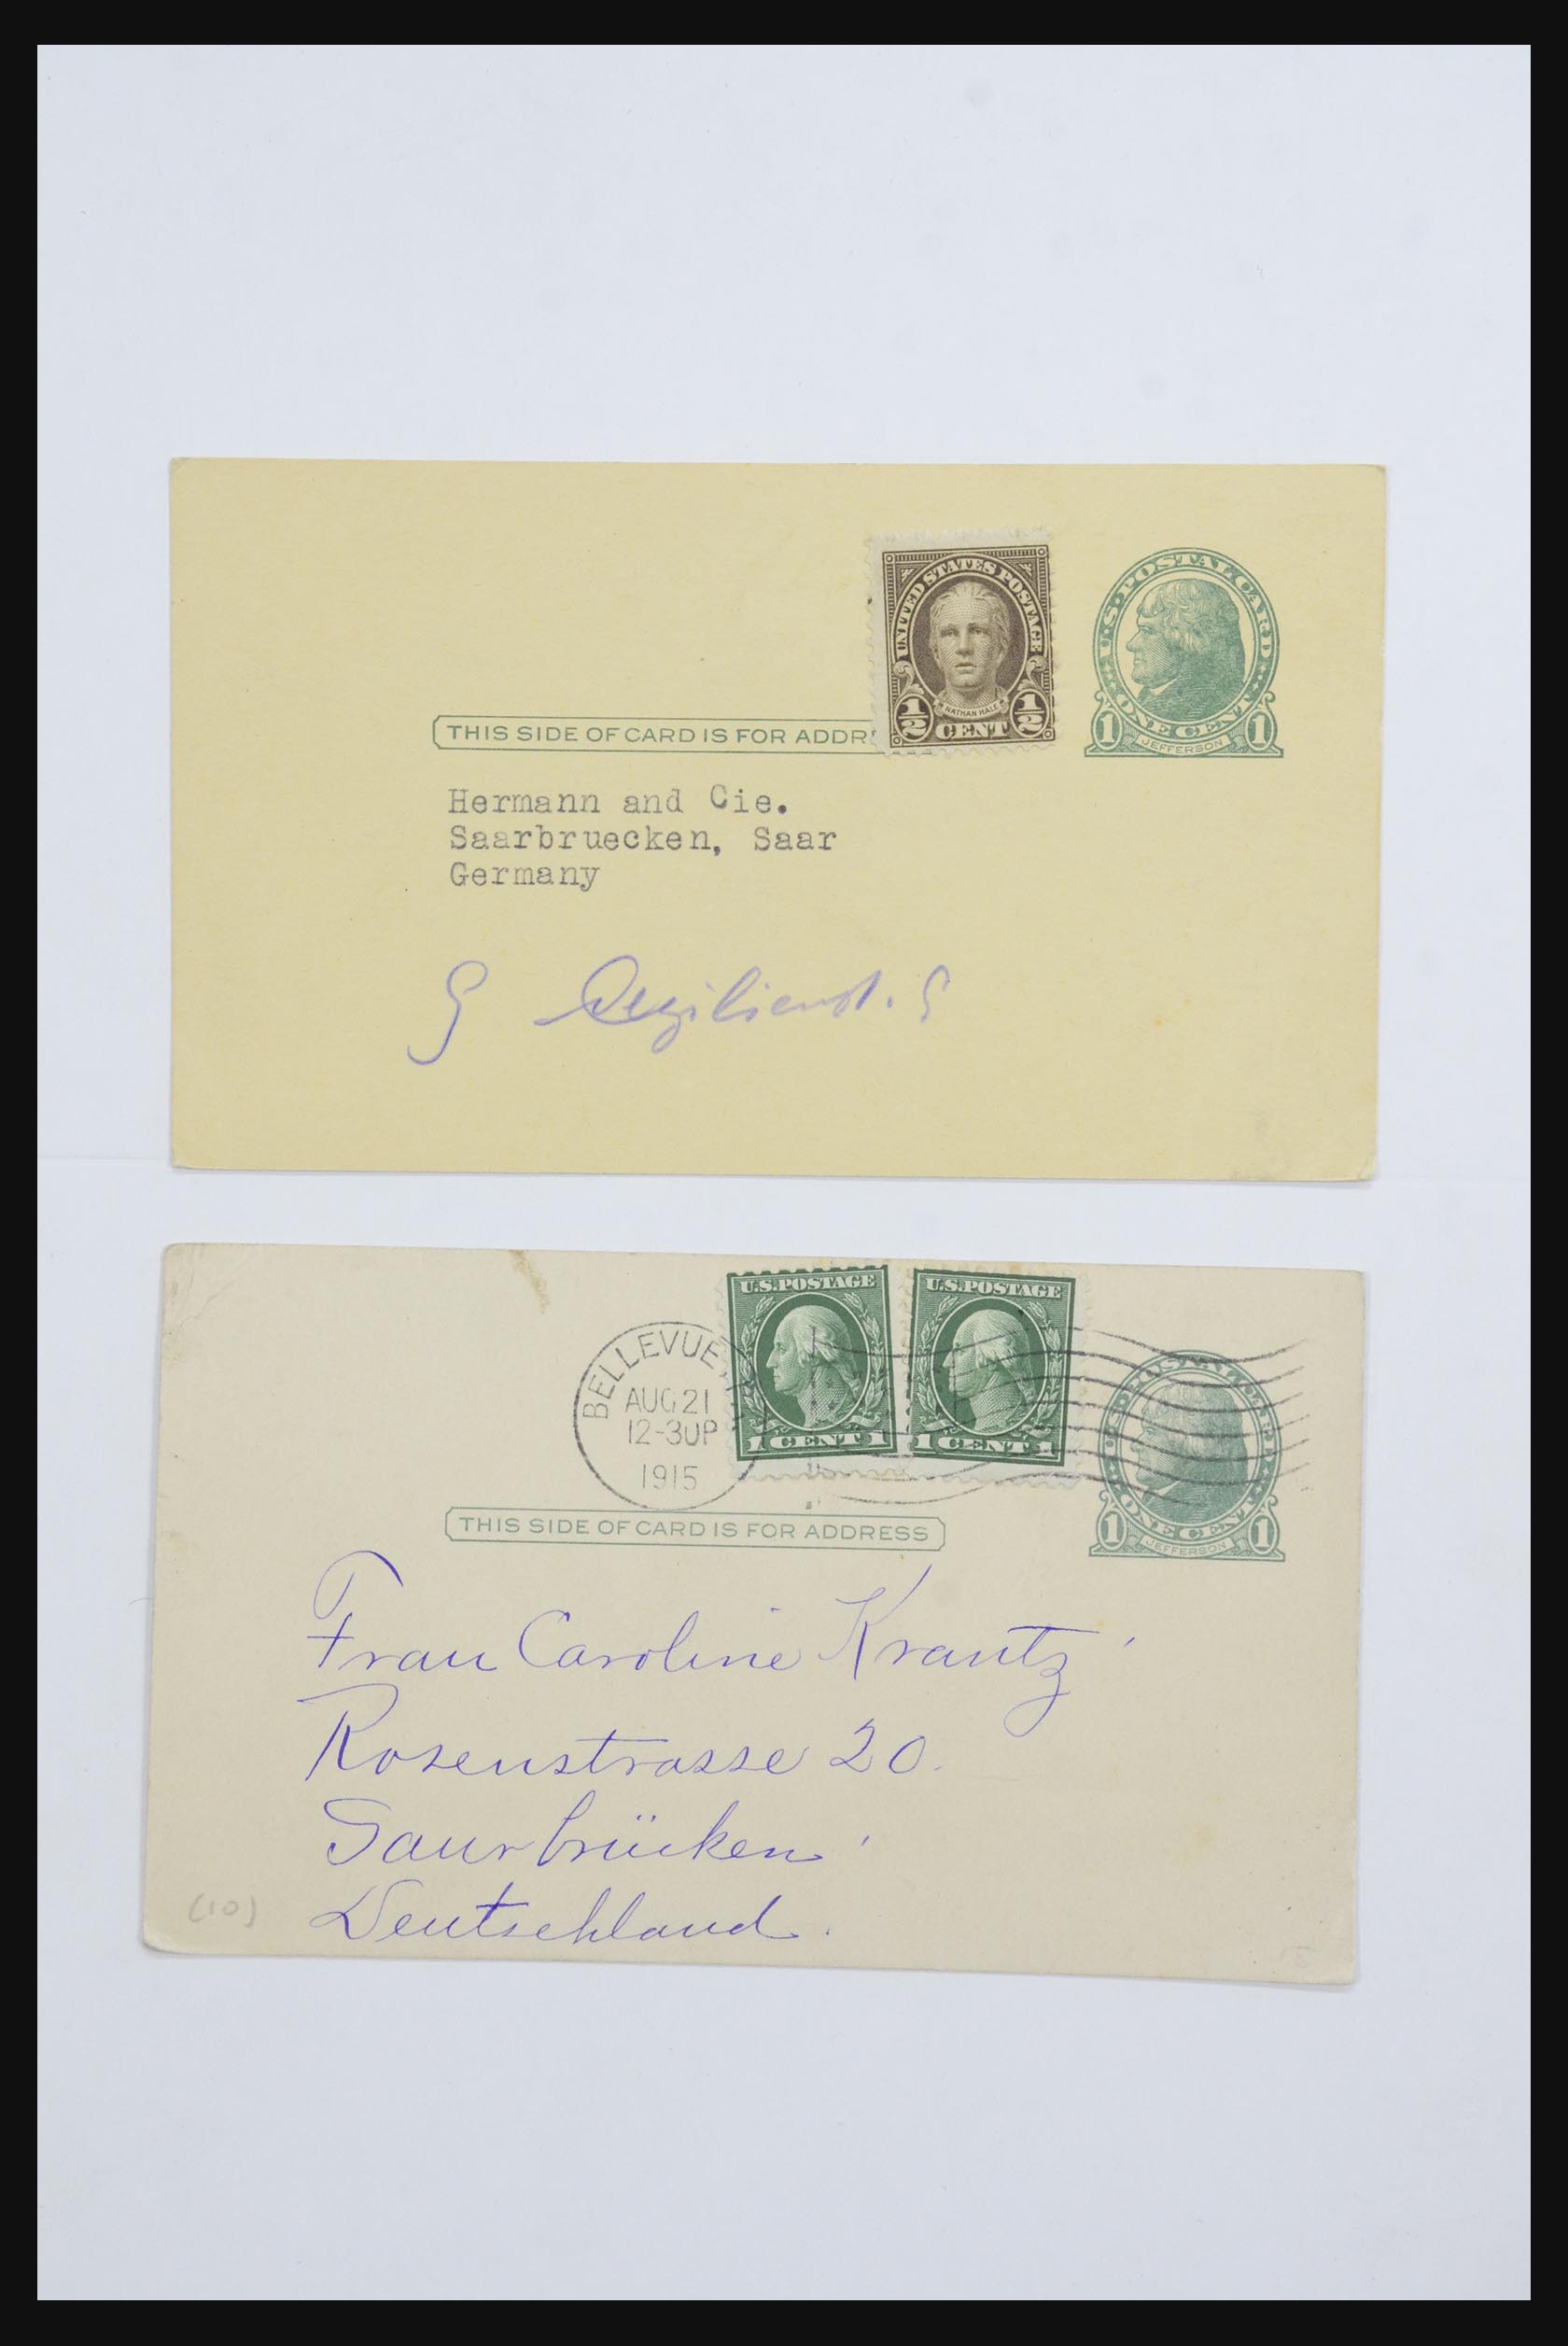 UNITED STATES POSTAGE
NATHAN HALE
1/2 CENT 1/2
U.S. POSTAL CARD
1 ONE CENT 1
JEFFERSON
THIS SIDE OF CARD IS FOR ADDR
Hermann and Cie.
Saarbruecken, Saar
Germany
U.S. POSTAGE
1 CENT 1
U.S. POSTAGE
1 CENT 1
BELLEVUE
AUG 21
12-30P
1915
ONE CENT
1 JEFFERSON 1
THIS SIDE OF CARD IS FOR ADDRESS
Frau Caroline Krantz
Rosenstrasse 20.
Saarbrücken
Deutschland.
(10)